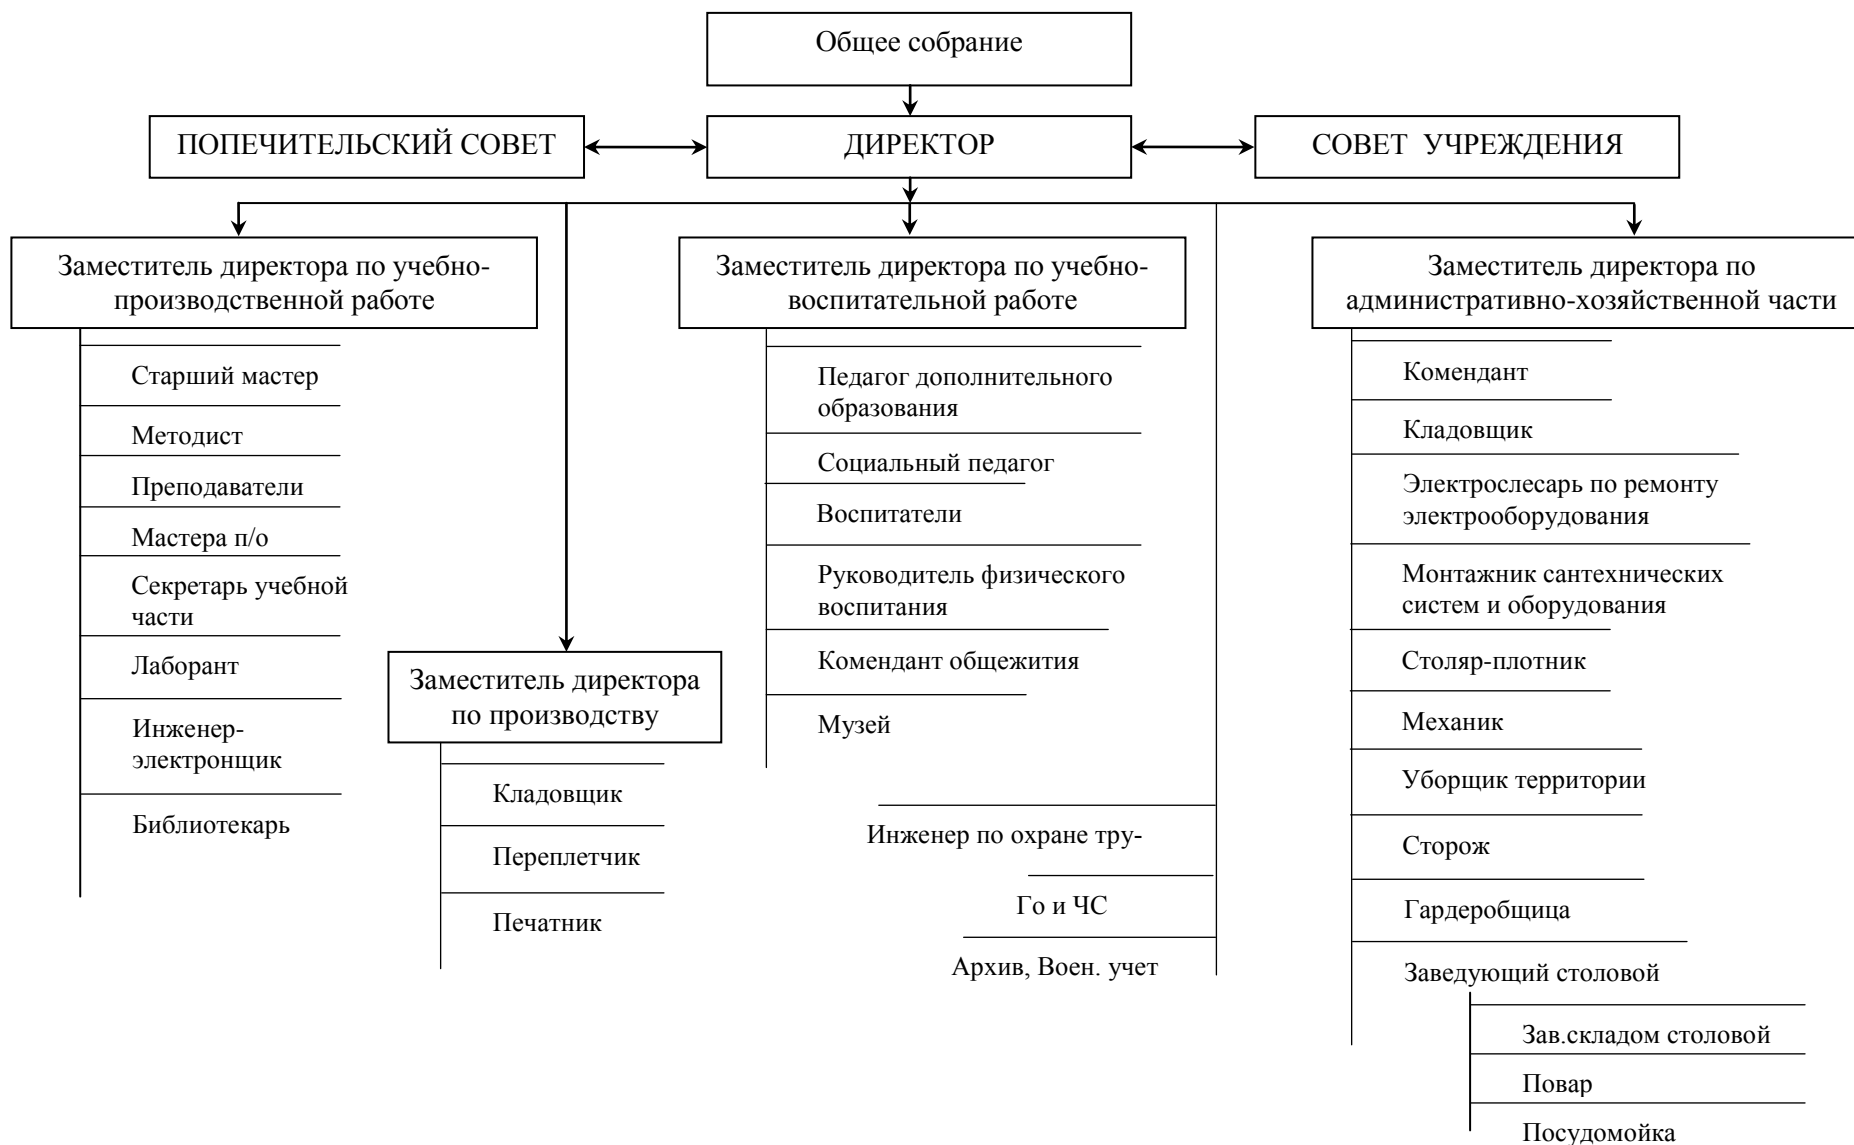 Общее собрание
ПОПЕЧИТЕЛЬСКИЙ СОВЕТ
ДИРЕКТОР
СОВЕТ УЧРЕЖДЕНИЯ
Заместитель директора по учебно-
производственной работе
Старший мастер
Методист
Преподаватели
Мастера п/о
Секретарь учебной
части
Лаборант
Инженер-
электронщик
Библиотекарь
Заместитель директора
по производству
Кладовщик
Переплетчик
Печатник
Заместитель директора по учебно-
воспитательной работе
Педагог дополнительного
образования
Социальный педагог
Воспитатели
Руководитель физического
воспитания
Комендант общежития
Музей
Инженер по охране тру-
Го и ЧС
Архив, Воен. учет
Заместитель директора по
административно-хозяйственной части
Комендант
Кладовщик
Электрослесарь по ремонту
электрооборудования
Монтажник сантехнических
систем и оборудования
Столяр-плотник
Механик
Уборщик территории
Сторож
Гардеробщица
Заведующий столовой
Зав.складом столовой
Повар
Посудомойка